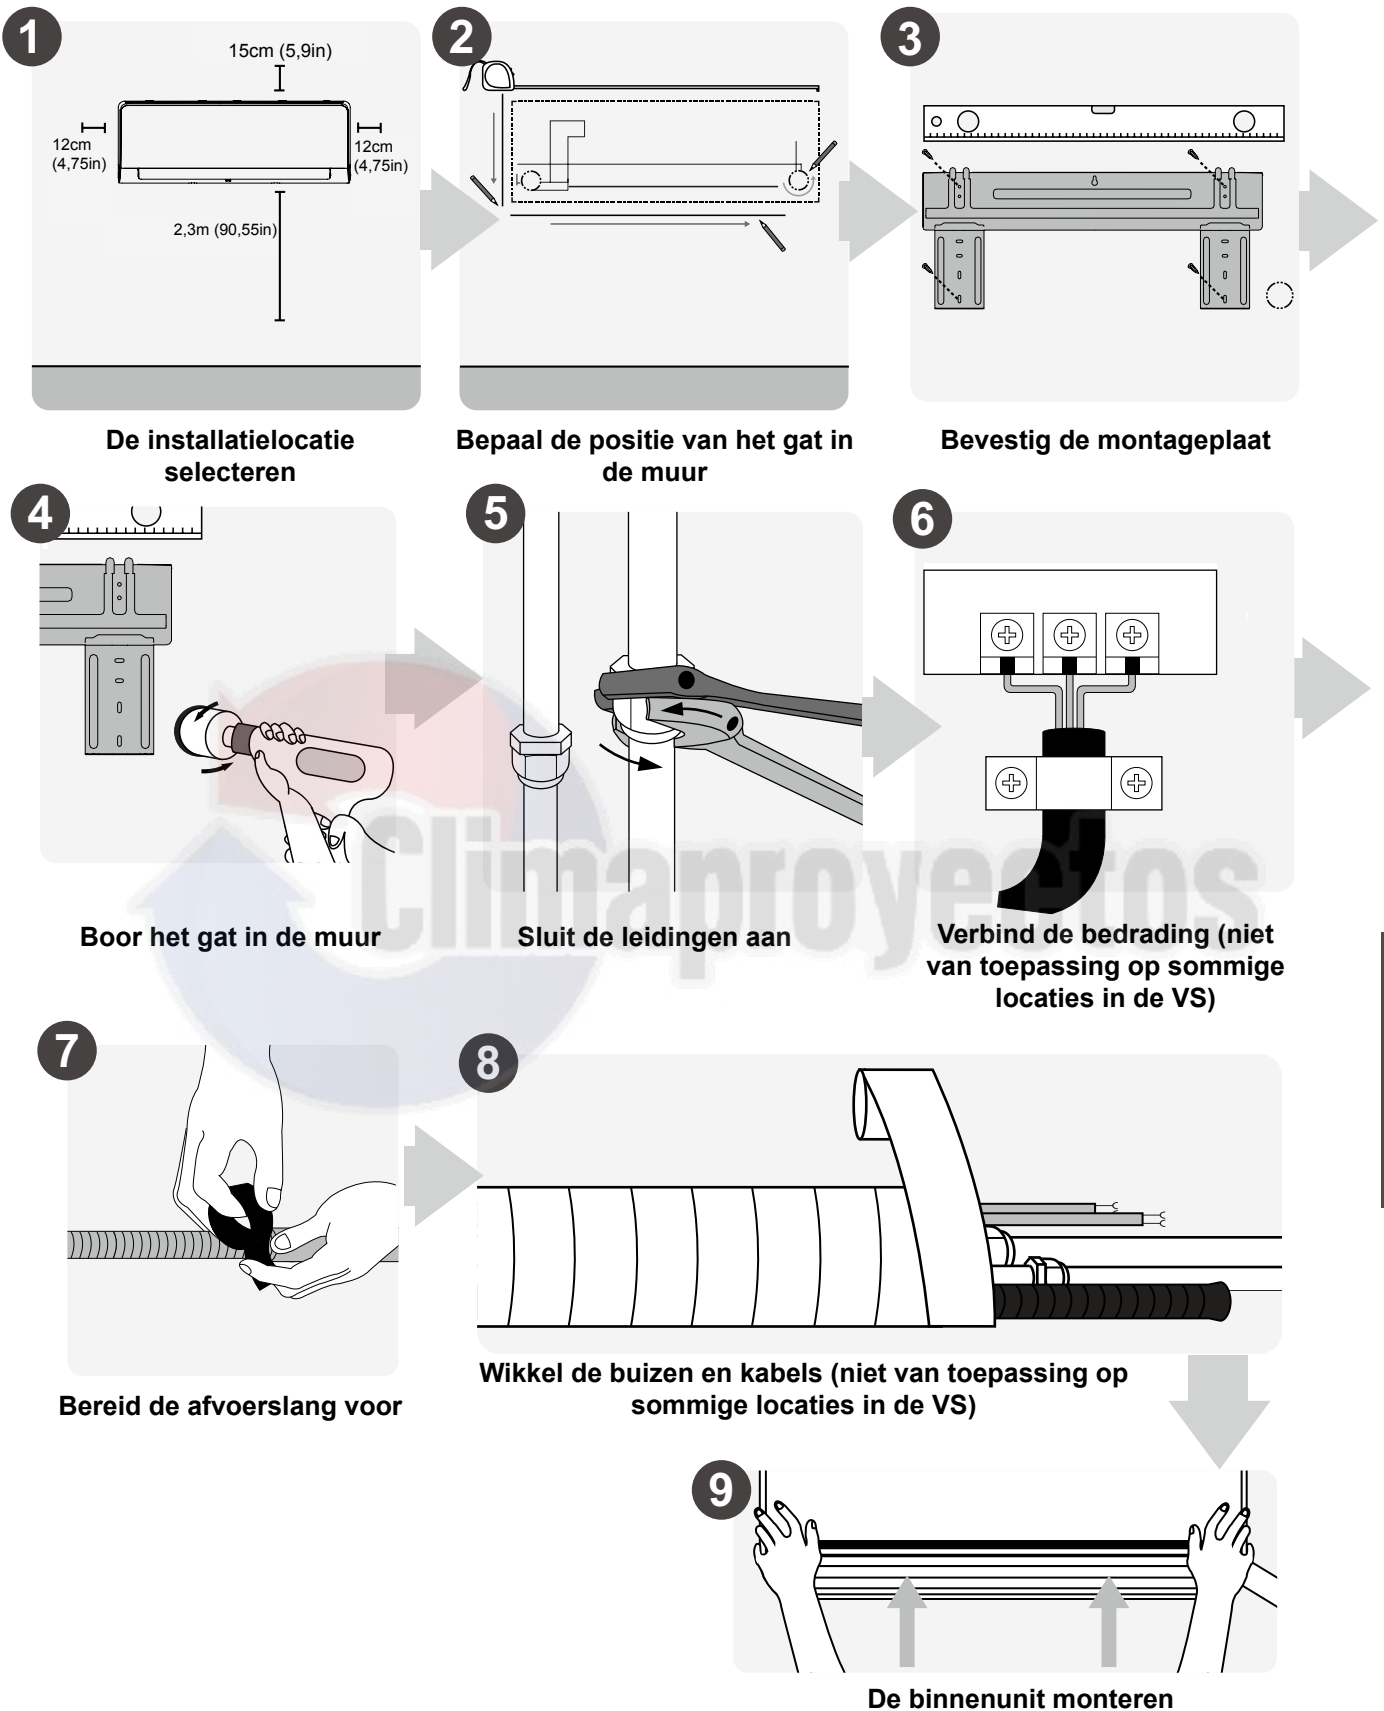 1
15cm (5,9in)
12cm
(4,75in)
12cm
(4,75in)
2,3m (90,55in)
De installatielocatie
selecteren
2
Bepaal de positie van het gat in
de muur
3
Bevestig de montageplaat
4
Boor het gat in de muur
5
Sluit de leidingen aan
6
Verbind de bedrading (niet
van toepassing op sommige
locaties in de VS)
Climaproyectos
7
Bereid de afvoerslang voor
8
Wikkel de buizen en kabels (niet van toepassing op
sommige locaties in de VS)
9
De binnenunit monteren